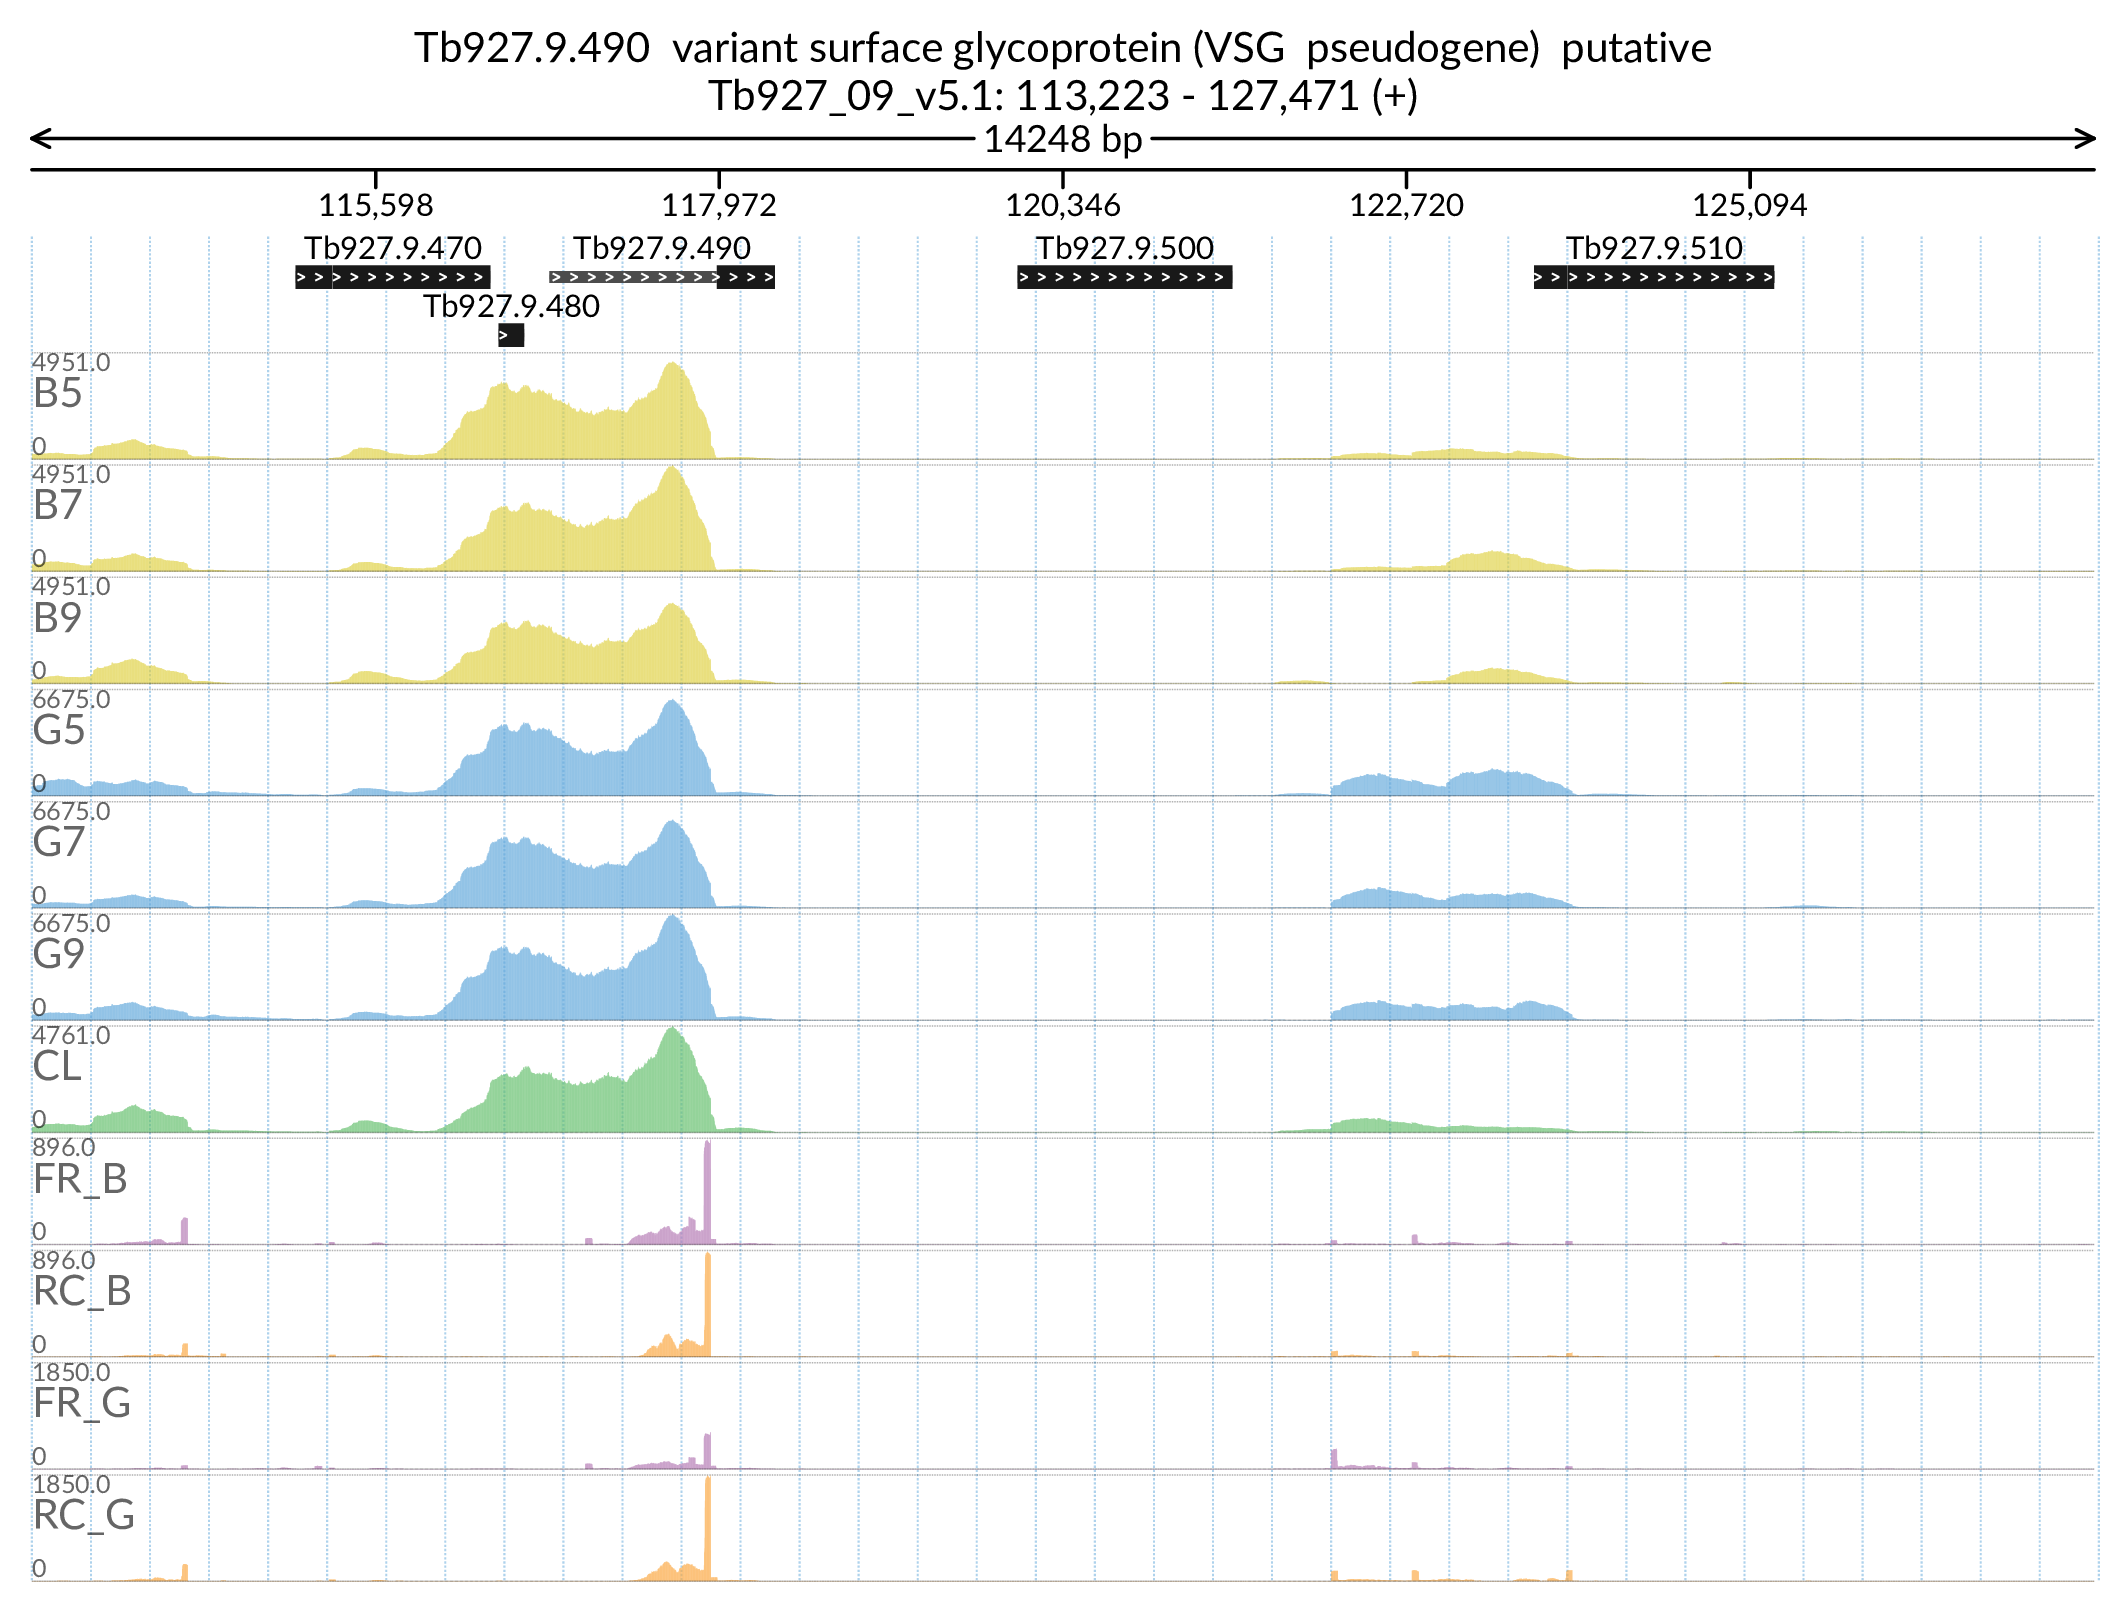 Tb927.9.490  variant surface glycoprotein (VSG  pseudogene)  putative
Tb927_09_v5.1: 113,223 - 127,471 (+)
14248 bp
115,598 117,972 120,346 122,720 125,094
Tb927.9.470 Tb927.9.490 Tb927.9.500 Tb927.9.510
Tb927.9.480
4951.0
B5
0
4951.0
B7
0
4951.0
B9
0
6675.0
G5
0
6675.0
G7
0
6675.0
G9
0
4761.0
CL
0
896.0
FR_B
0
896.0
RC_B
0
1850.0
FR_G
0
1850.0
RC_G
0